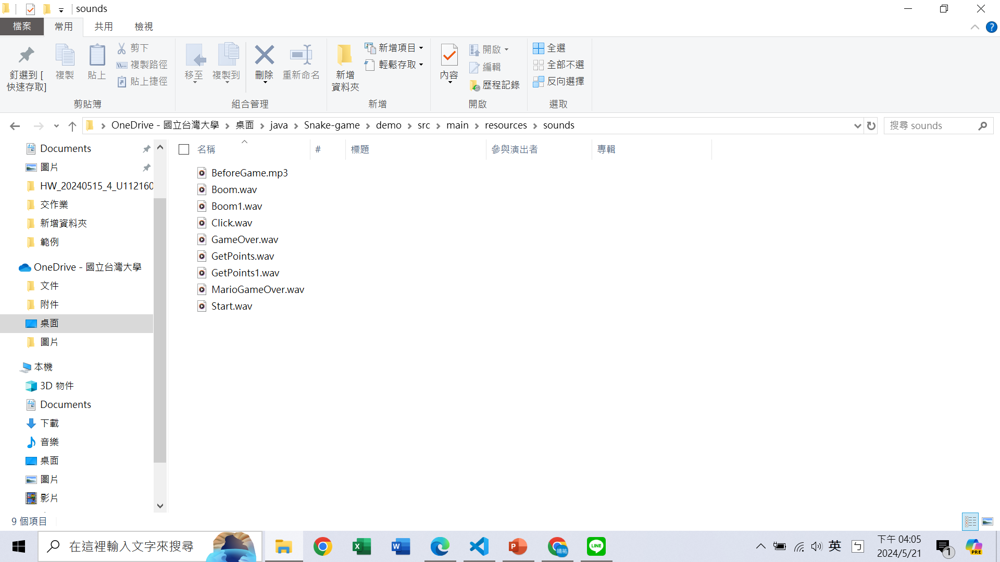 sounds
檔案 常用 共用 檢視
釘選到 [
快速存取]
複製
貼上
剪下
複製路徑
貼上捷徑
剪貼簿
移至
複製到
刪除
重新命名
組合管理
新增
資料夾
新增項目
輕鬆存取
新增
內容
開啟
編輯
歷程記錄
開啟
全選
全部不選
反向選擇
選取
OneDrive - 國立台灣大學 > 桌面 > java > Snake-game > demo > src > main > resources > sounds
搜尋 sounds
Documents
圖片
HW_20240515_4_U112160
交作業
新增資料夾
範例
OneDrive - 國立台灣大學
文件
附件
桌面
圖片
本機
3D 物件
Documents
下載
音樂
桌面
圖片
影片
名稱 # 標題 參與演出者 專輯
BeforeGame.mp3
Boom.wav
Boom1.wav
Click.wav
GameOver.wav
GetPoints.wav
GetPoints1.wav
MarioGameOver.wav
Start.wav
9 個項目
在這裡輸入文字來搜尋
靖祐
LINE
英
ㄅ
下午 04:05
2024/5/21
1
PRE